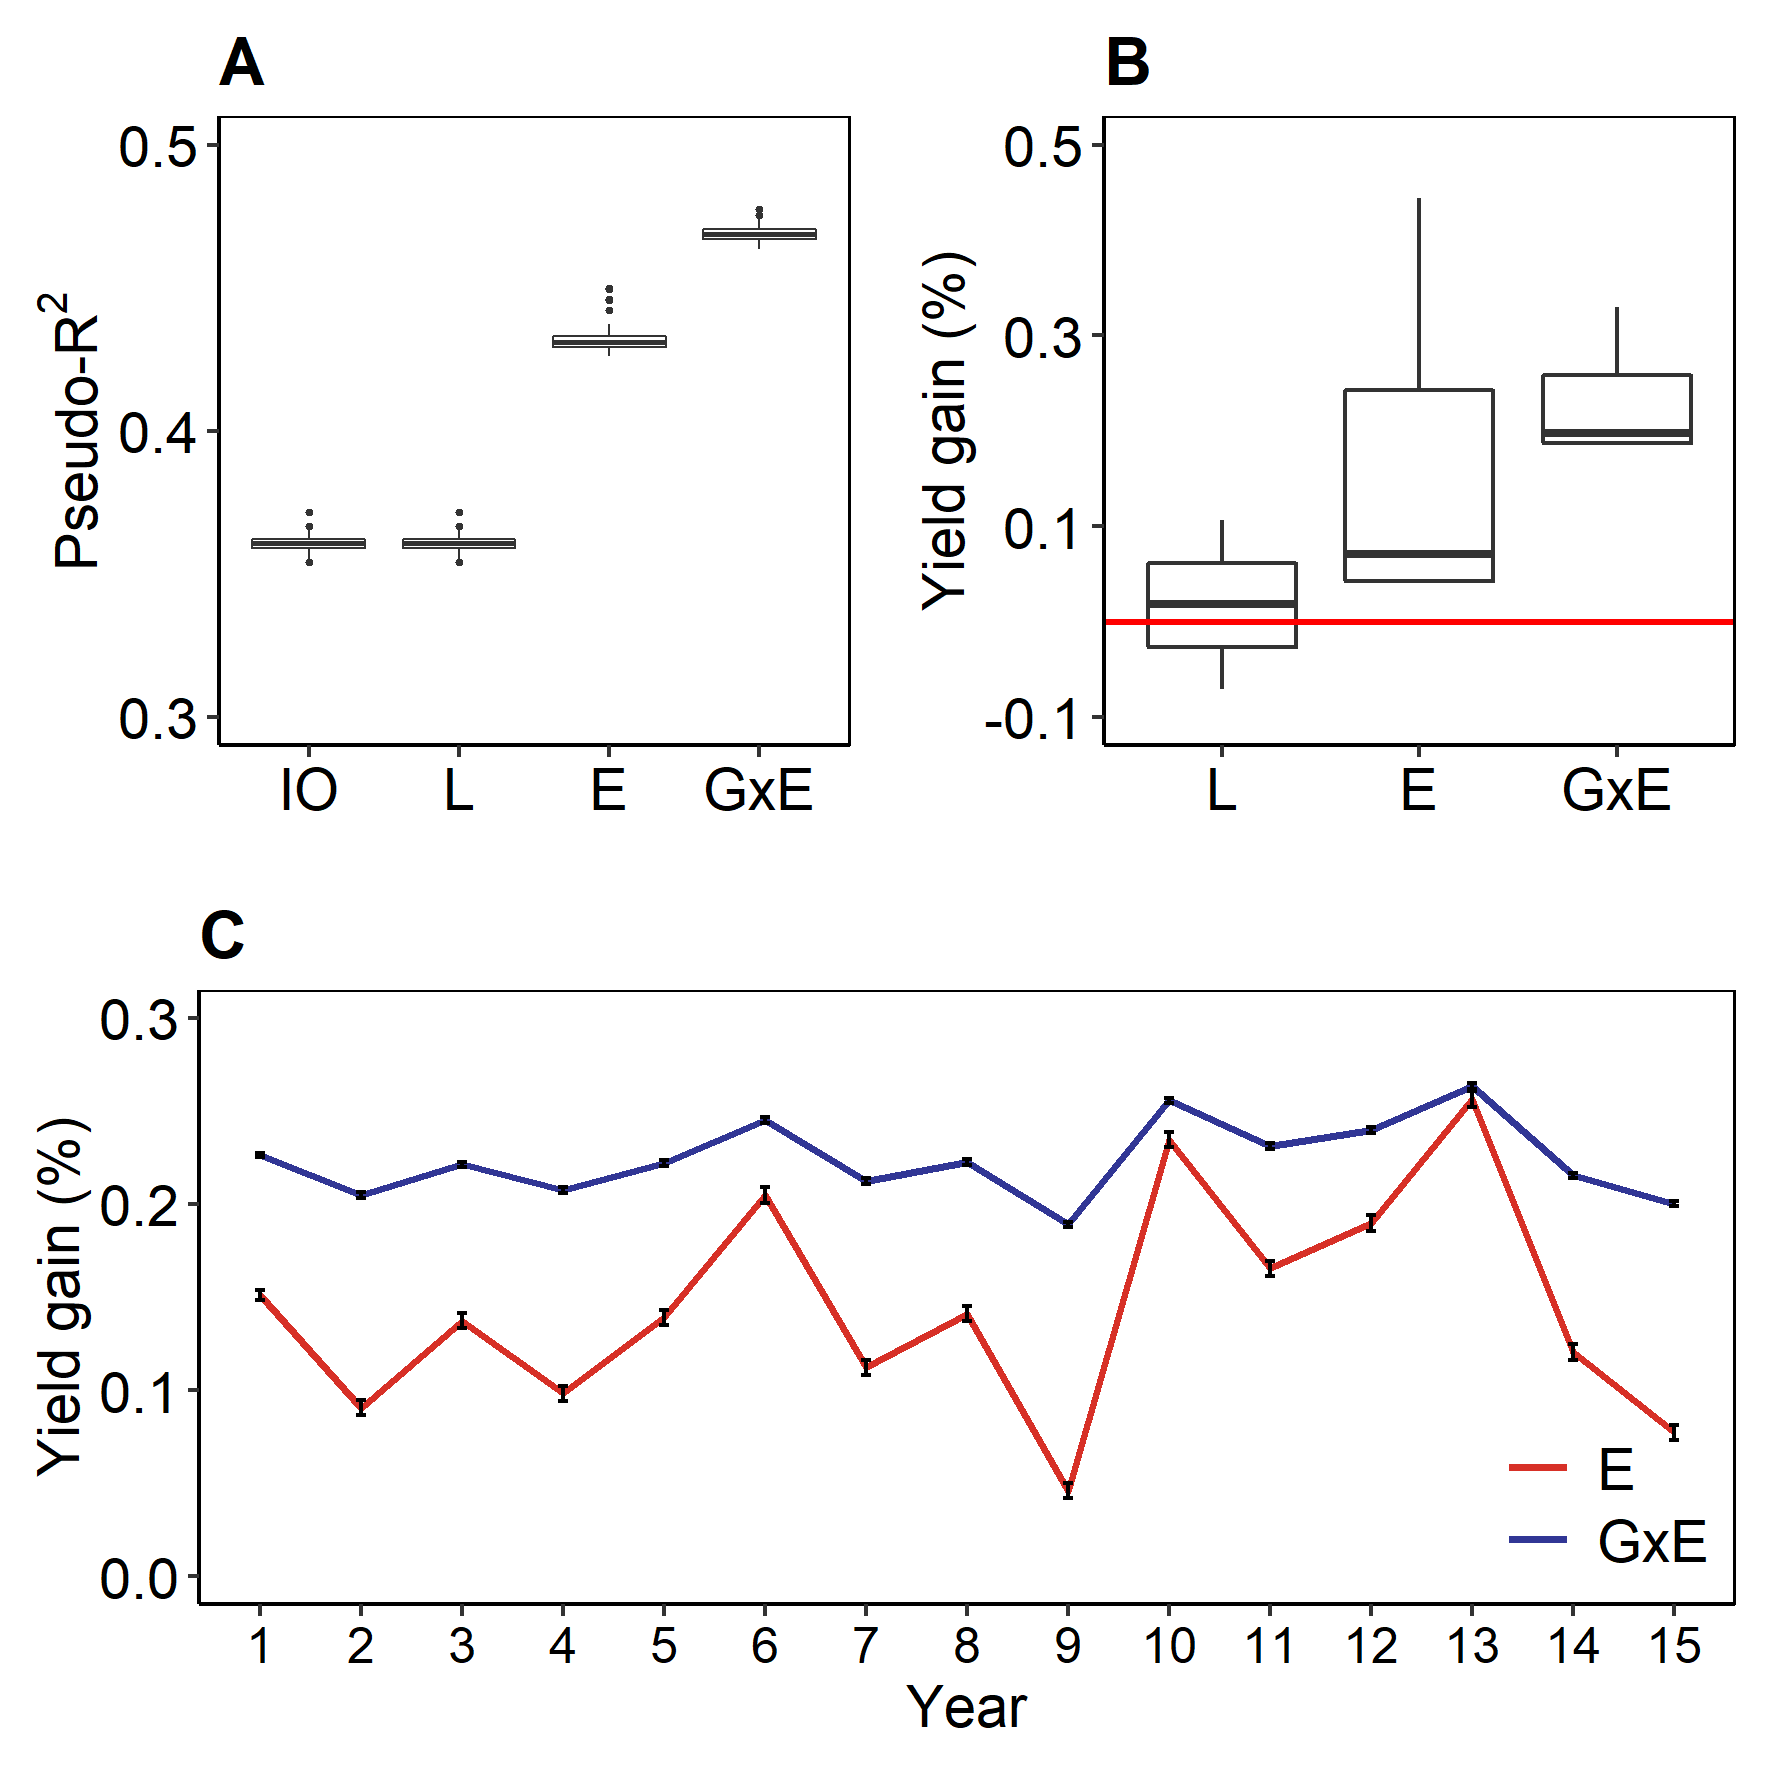 A
Pseudo-R²
0.5
0.4
0.3
IO L E GxE
B
Yield gain (%)
0.5
0.3
0.1
-0.1
L E GxE
C
Yield gain (%)
0.3
0.2
0.1
0.0
E
GxE
1 2 3 4 5 6 7 8 9 10 11 12 13 14 15
Year